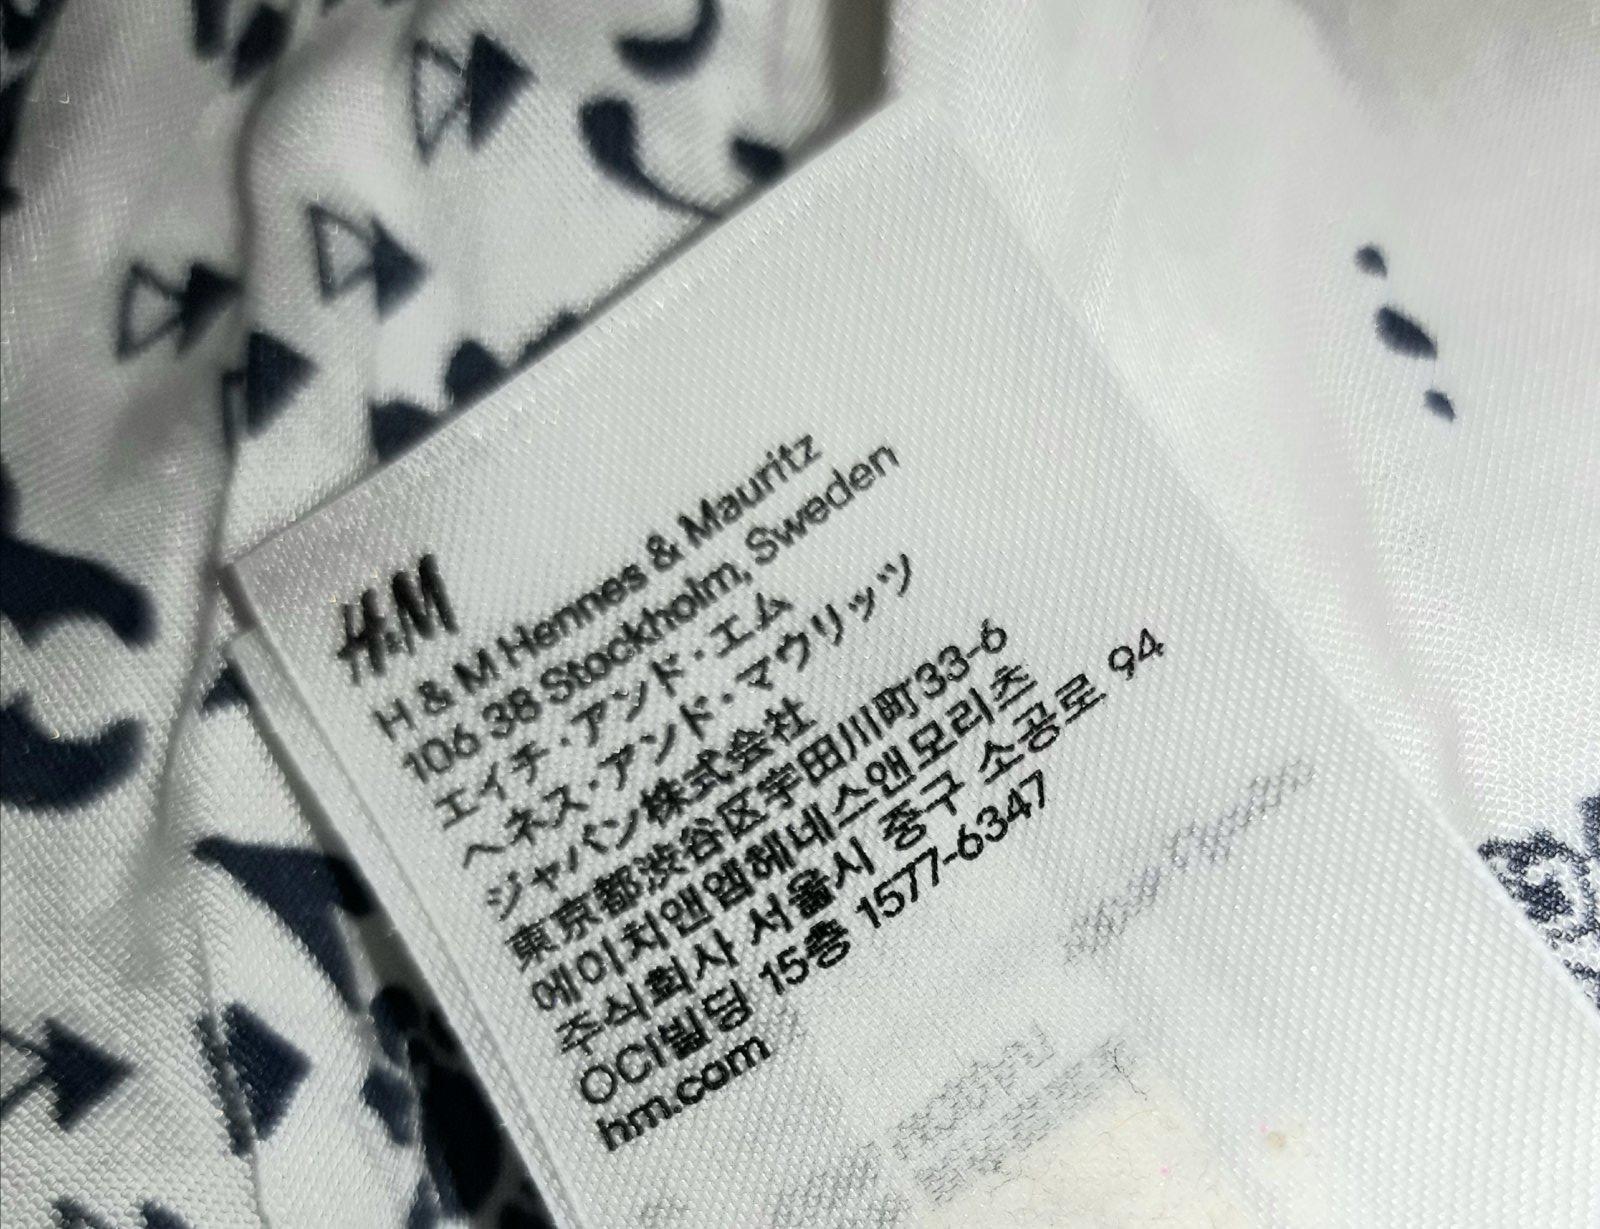 H&M
H & M Hennes & Mauritz
106 38 Stockholm, Sweden
エイチ・アンド・エム
ヘネス・アンド・マウリッツ
ジャパン株式会社
東京都渋谷区宇田川町33-6
에이치앤엠헤네스앤모리츠
주식회사 서울시 중구 소공로 94
OCI빌딩 15층 1577-6347
hm.com